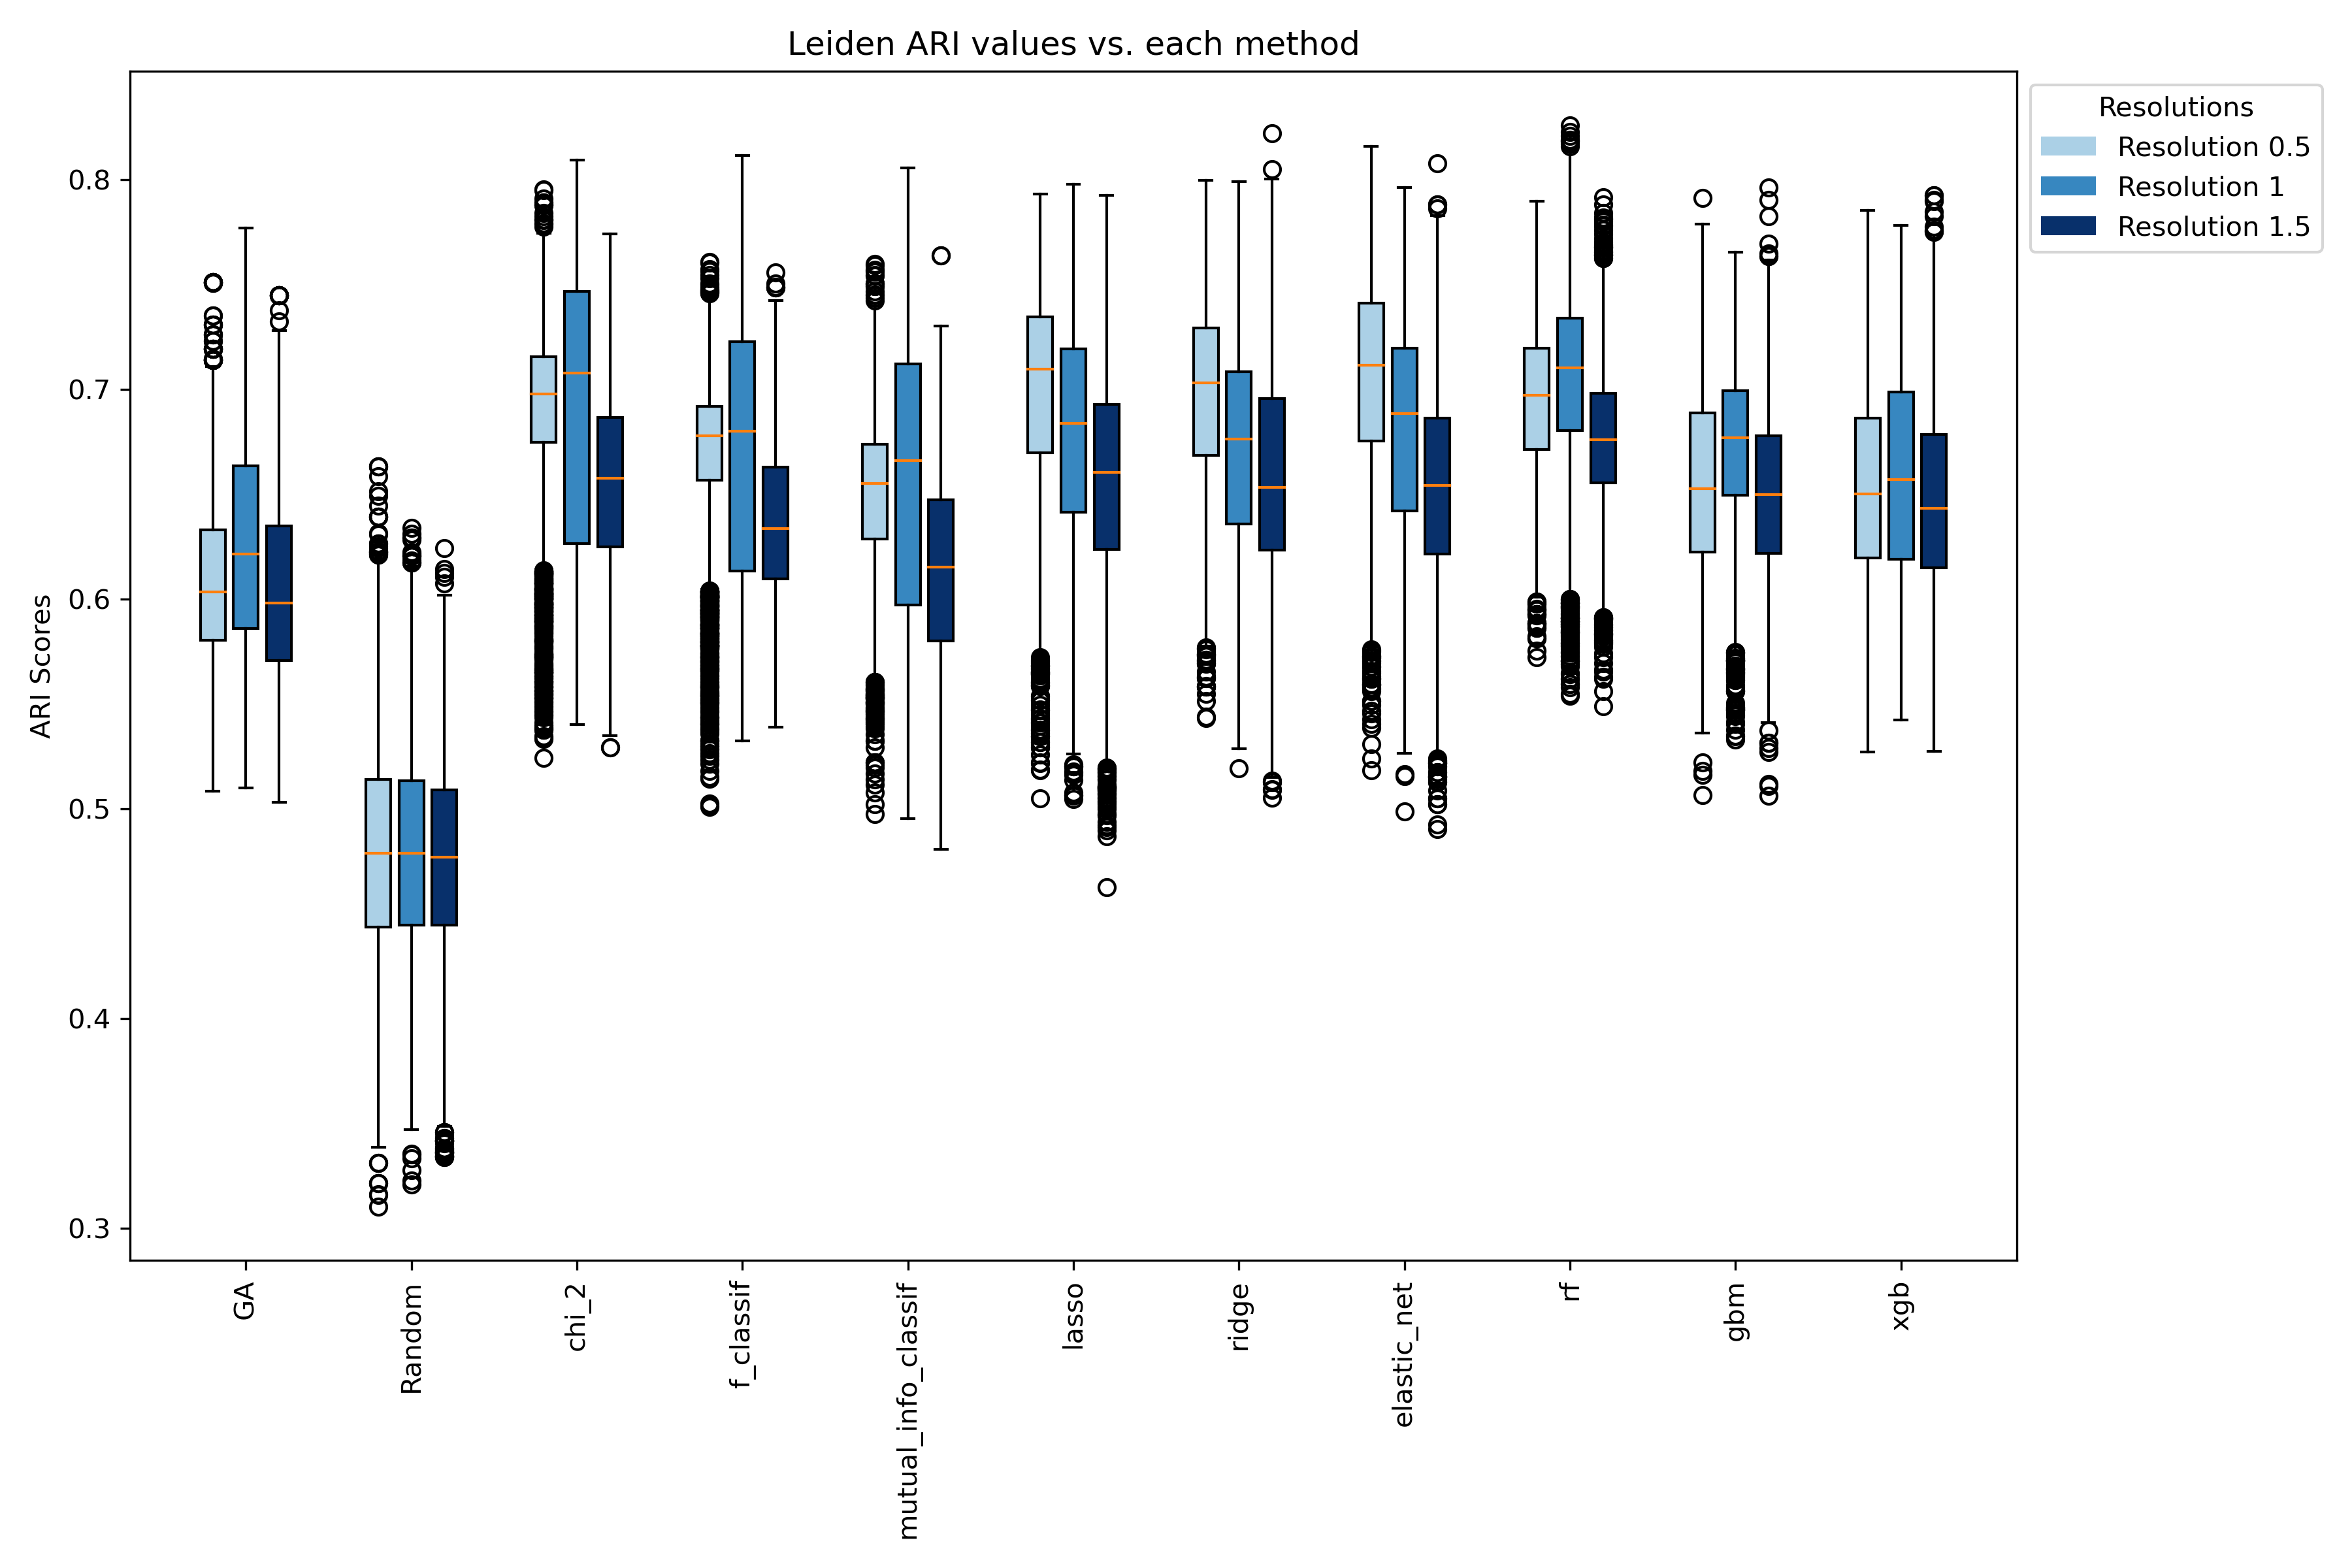 Leiden ARI values vs. each method
Resolutions
Resolution 0.5
Resolution 1
Resolution 1.5
ARI Scores
0.8
0.7
0.6
0.5
0.4
0.3
GA
Random
chi_2
f_classif
mutual_info_classif
lasso
ridge
elastic_net
rf
gbm
xgb